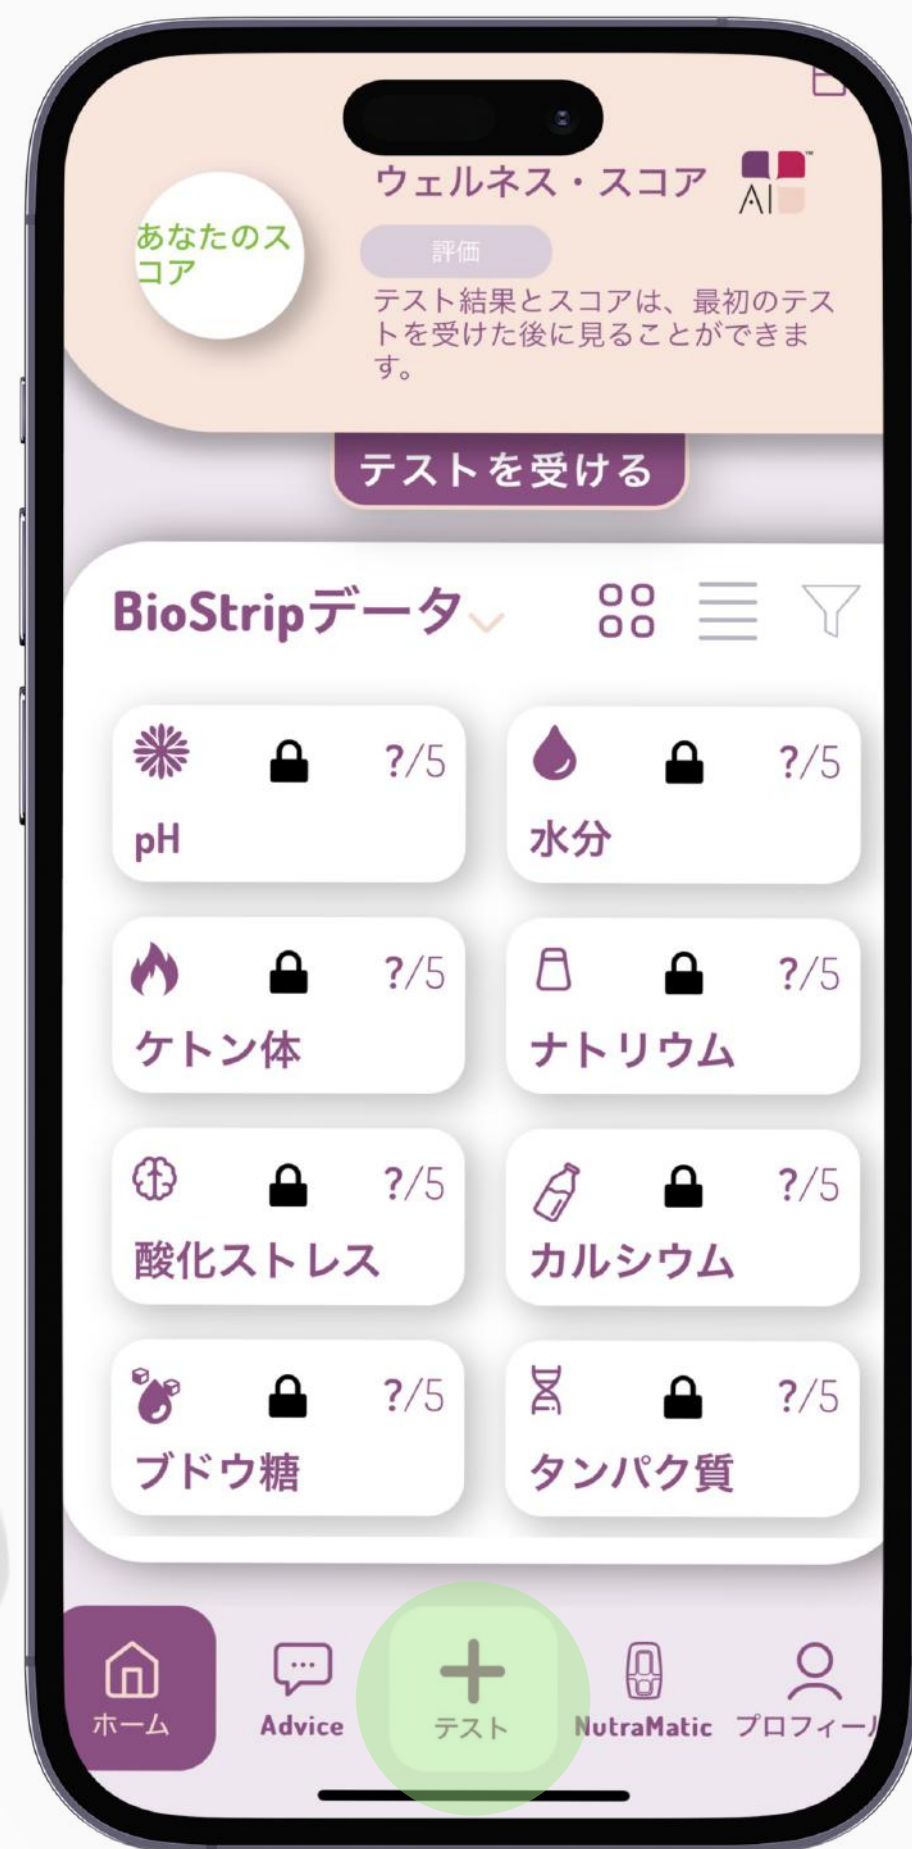 ウェルネス・スコア
AI
™
あなたのス
コア
評価
テスト結果とスコアは、最初のテス
トを受けた後に見ることができま
す。
テストを受ける
BioStripデータ
?/5
pH
?/5
水分
?/5
ケトン体
?/5
ナトリウム
?/5
酸化ストレス
?/5
カルシウム
?/5
ブドウ糖
?/5
タンパク質
ホーム
Advice
テスト
NutraMatic
プロフィール